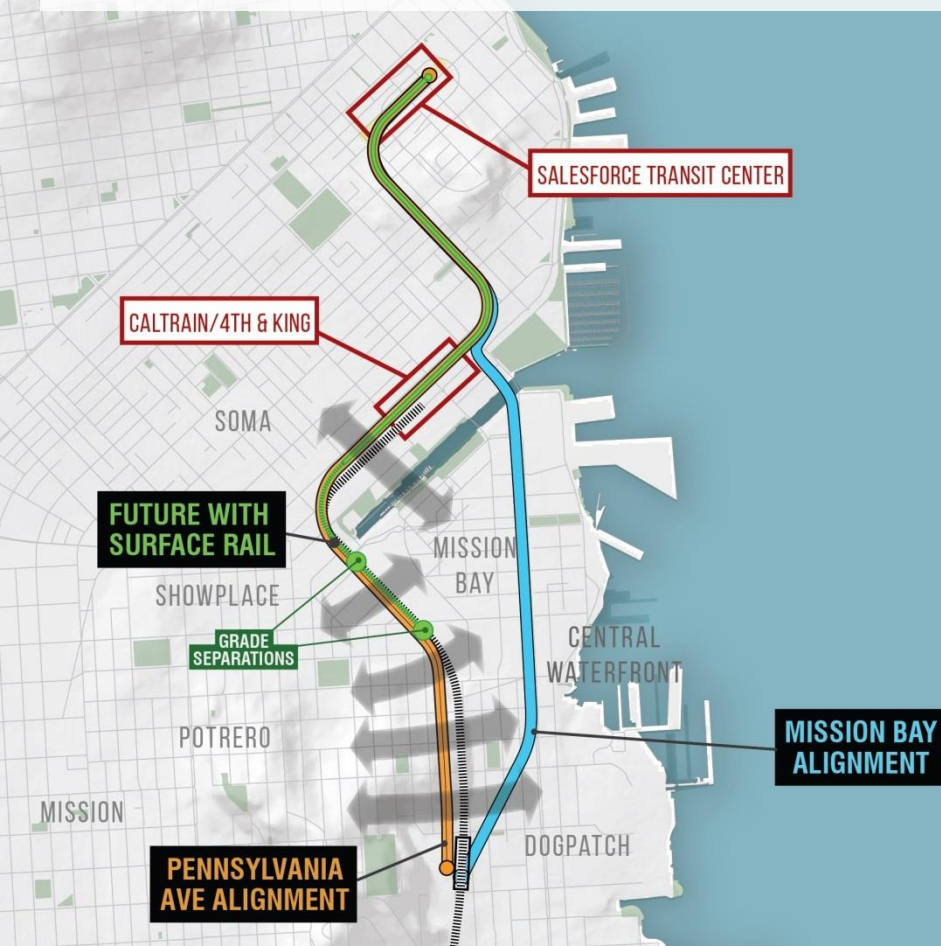 SALESFORCE TRANSIT CENTER
CALTRAIN/4TH & KING
SOMA
FUTURE WITH
SURFACE RAIL
MISSION
BAY
SHOWPLACE
GRADE
SEPARATIONS
CENTRAL
WATERFRONT
POTRERO
MISSION BAY
ALIGNMENT
MISSION
DOGPATCH
PENNSYLVANIA
AVE ALIGNMENT